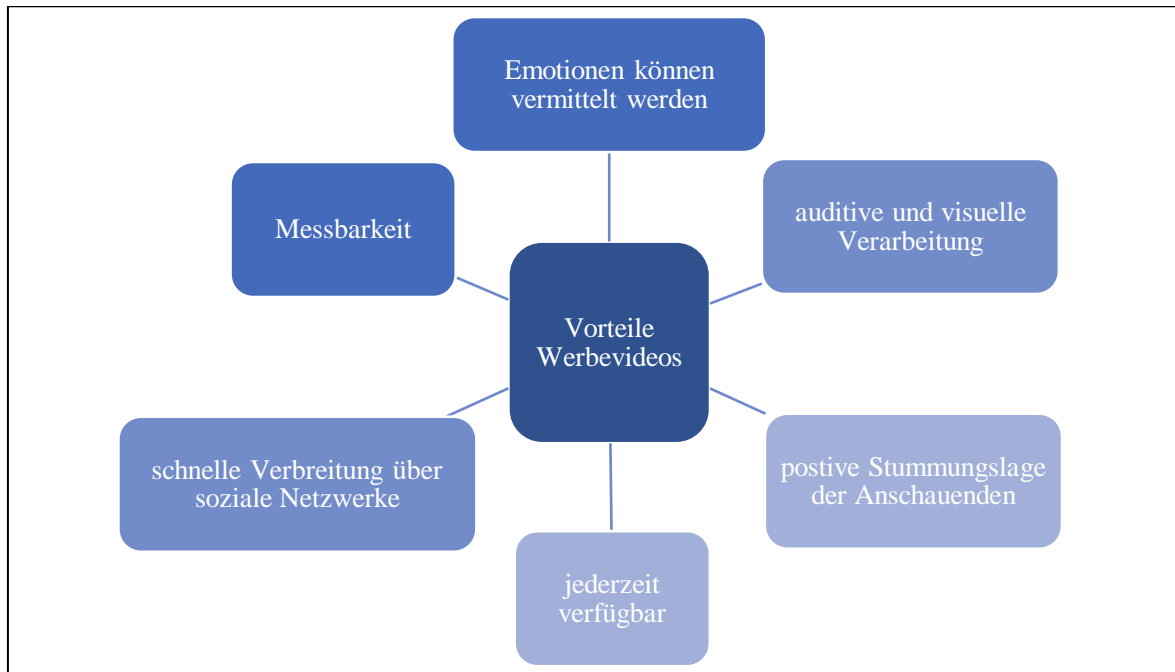 Emotionen können
vermittelt werden
Messbarkeit
auditive und visuelle
Verarbeitung
Vorteile
Werbevideos
schnelle Verbreitung über
soziale Netzwerke
postive Stummungslage
der Anschauenden
jederzeit
verfügbar